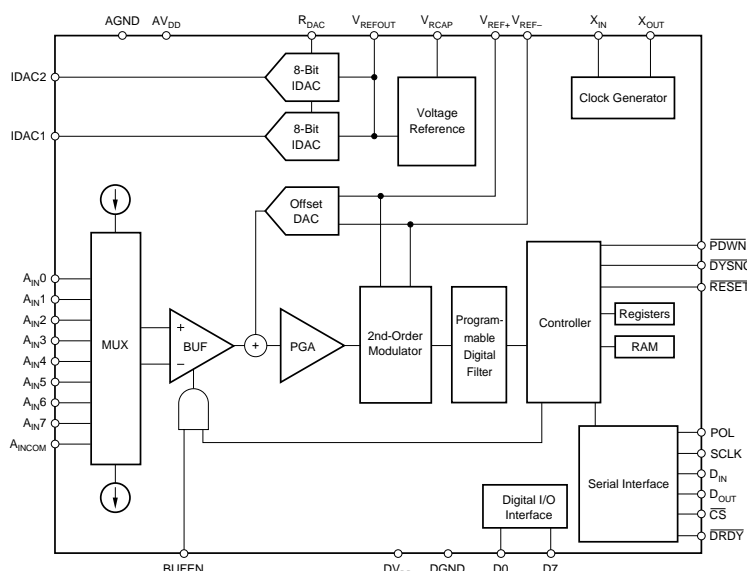 AGND AVDD RDAC VREFOUT VRCAP VREF+ VREF– XIN XOUT
IDAC2
8-Bit
IDAC
Voltage
Reference
Clock Generator
IDAC1
8-Bit
IDAC
Offset
DAC
AIN0
AIN1
AIN2
AIN3
AIN4
AIN5
AIN6
AIN7
AINCOM
MUX
+
–
BUF
+
PGA
2nd-Order
Modulator
Program-
mable
Digital
Filter
Controller
Registers
RAM
PDWN
DYSNC
RESET
POL
SCLK
DIN
DOUT
CS
DRDY
Serial Interface
Digital I/O
Interface
BUFEN DGND D0 D7